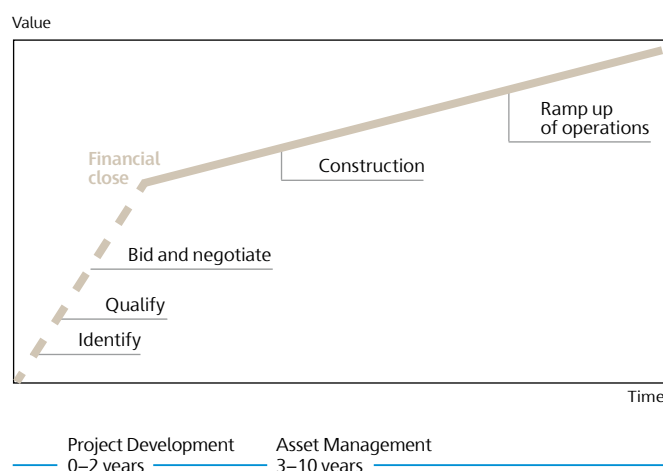 Value
Ramp up
of operations
Financial
close
Construction
Bid and negotiate
Qualify
Identify
Time
Project Development
0–2 years
Asset Management
3–10 years